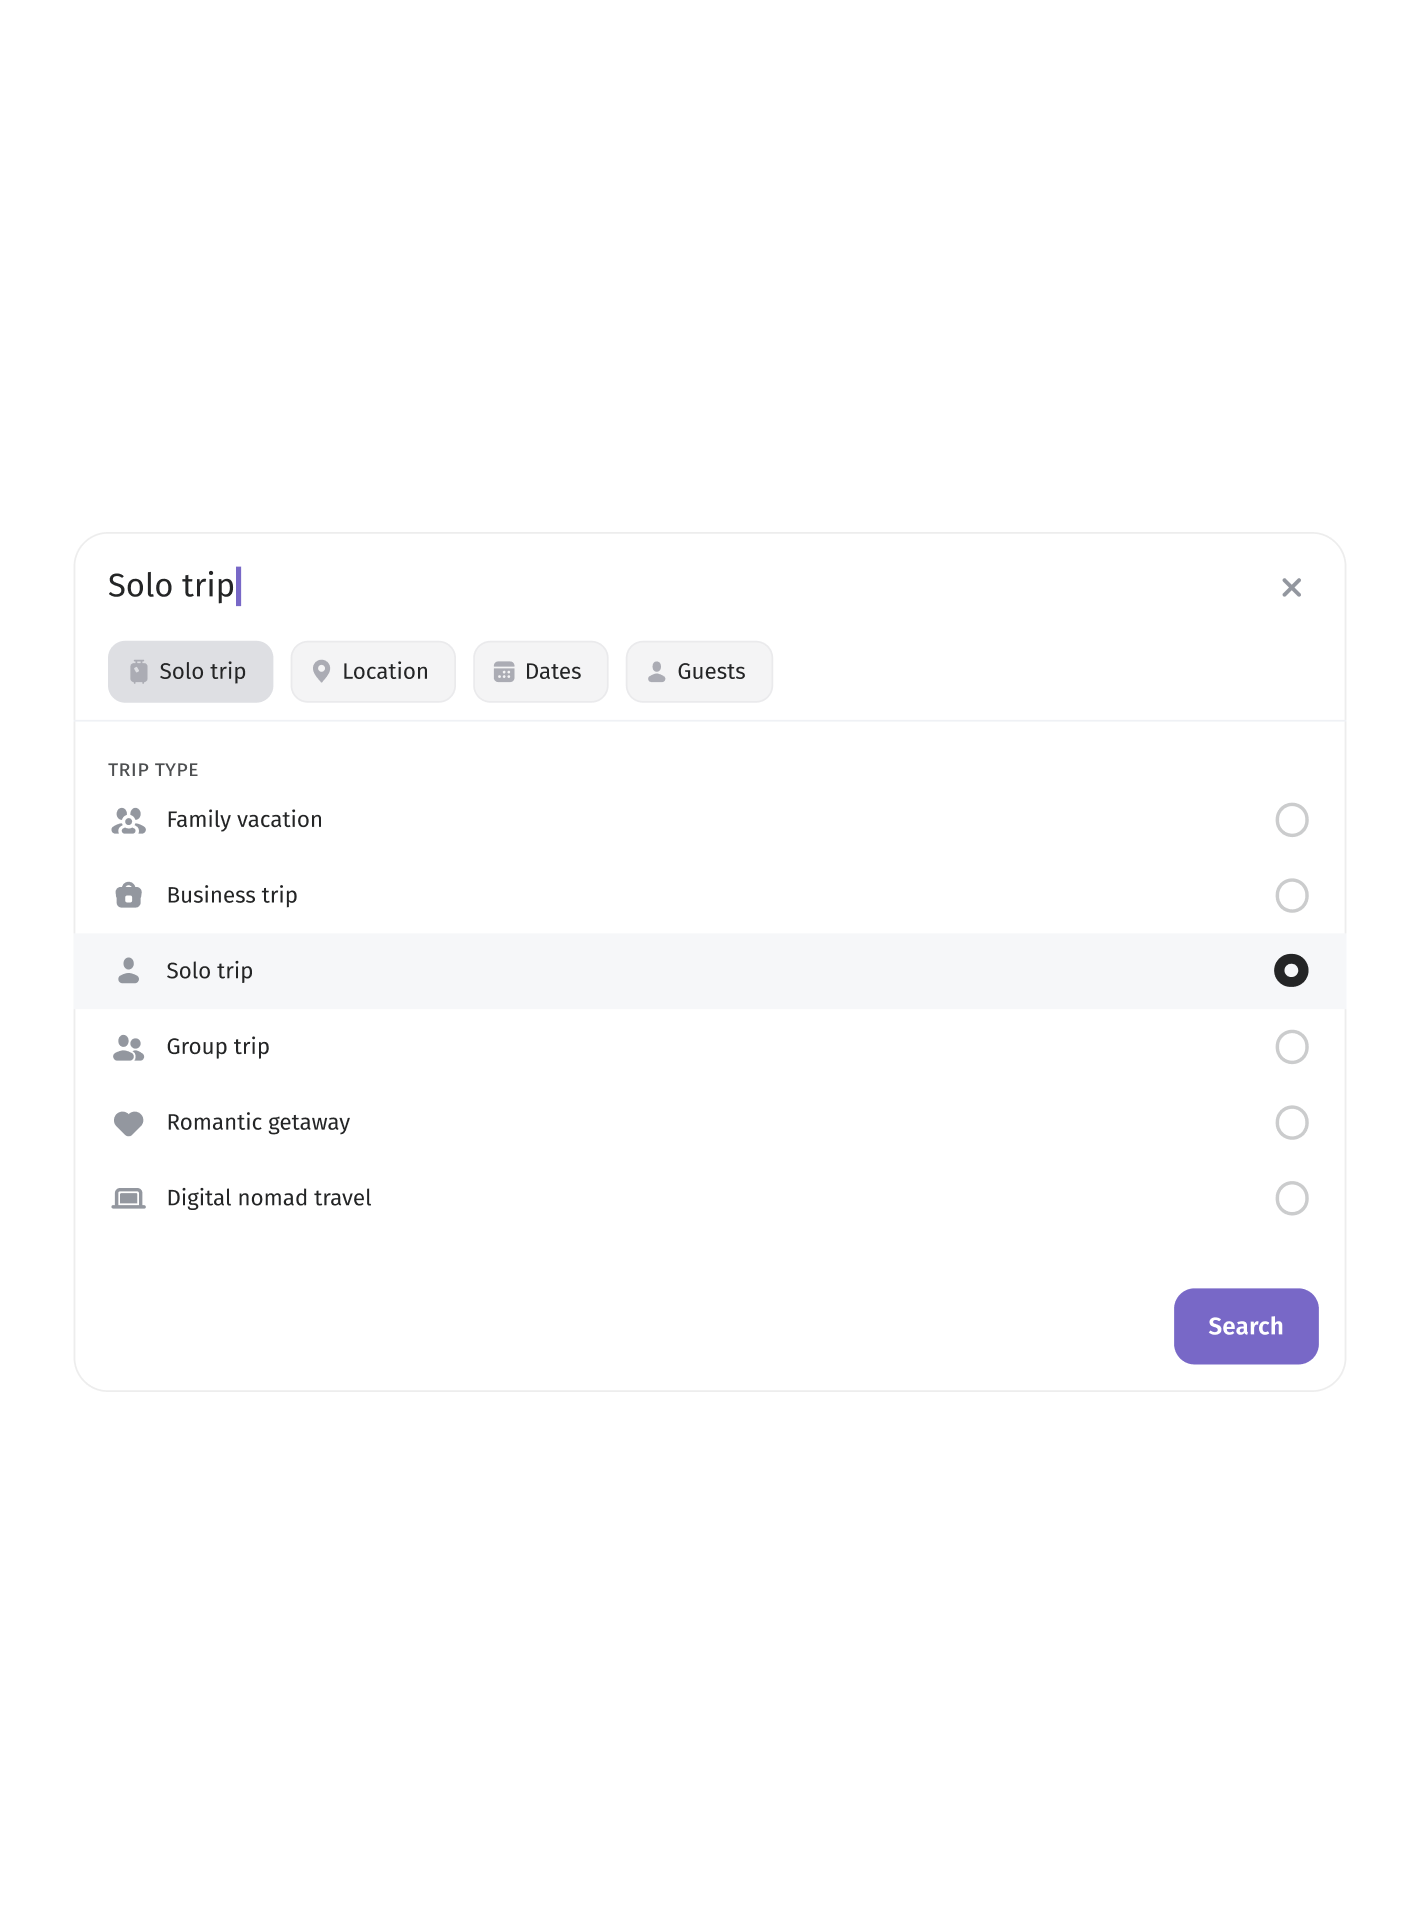 Solo trip
Solo trip Location Dates Guests
TRIP TYPE
Family vacation
Business trip
Solo trip
Group trip
Romantic getaway
Digital nomad travel
Search